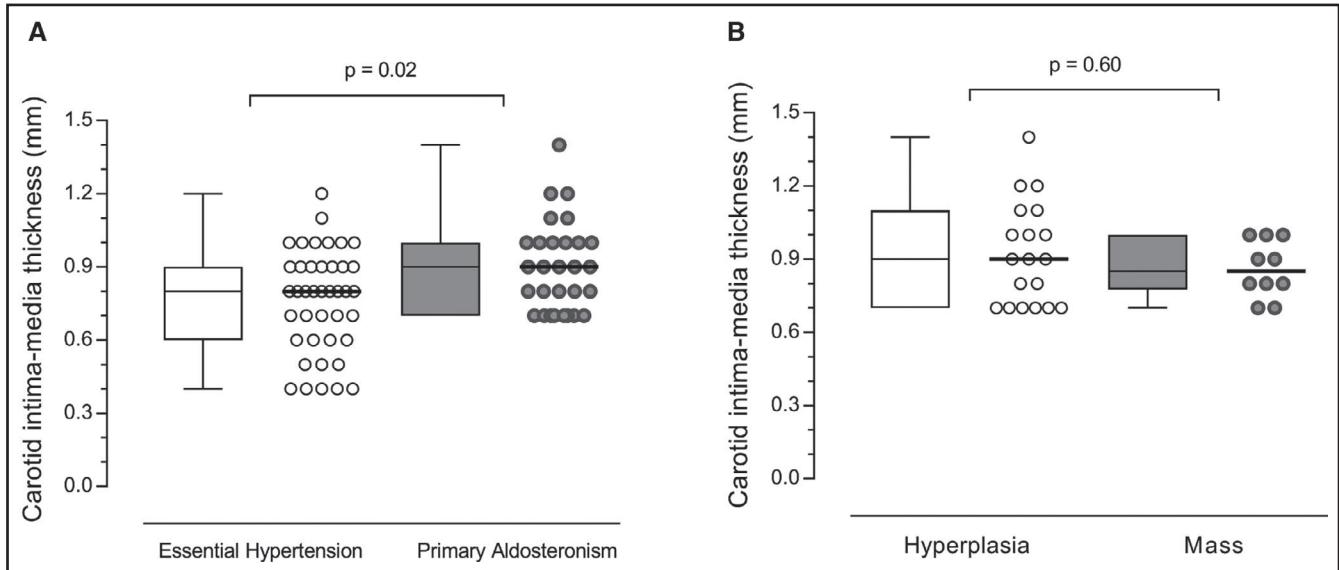 A
p = 0.02
Carotid intima-media thickness (mm)
1.5
1.2
0.9
0.6
0.3
0.0
Essential Hypertension
Primary Aldosteronism
B
p = 0.60
Carotid intima-media thickness (mm)
1.5
1.2
0.9
0.6
0.3
0.0
Hyperplasia
Mass